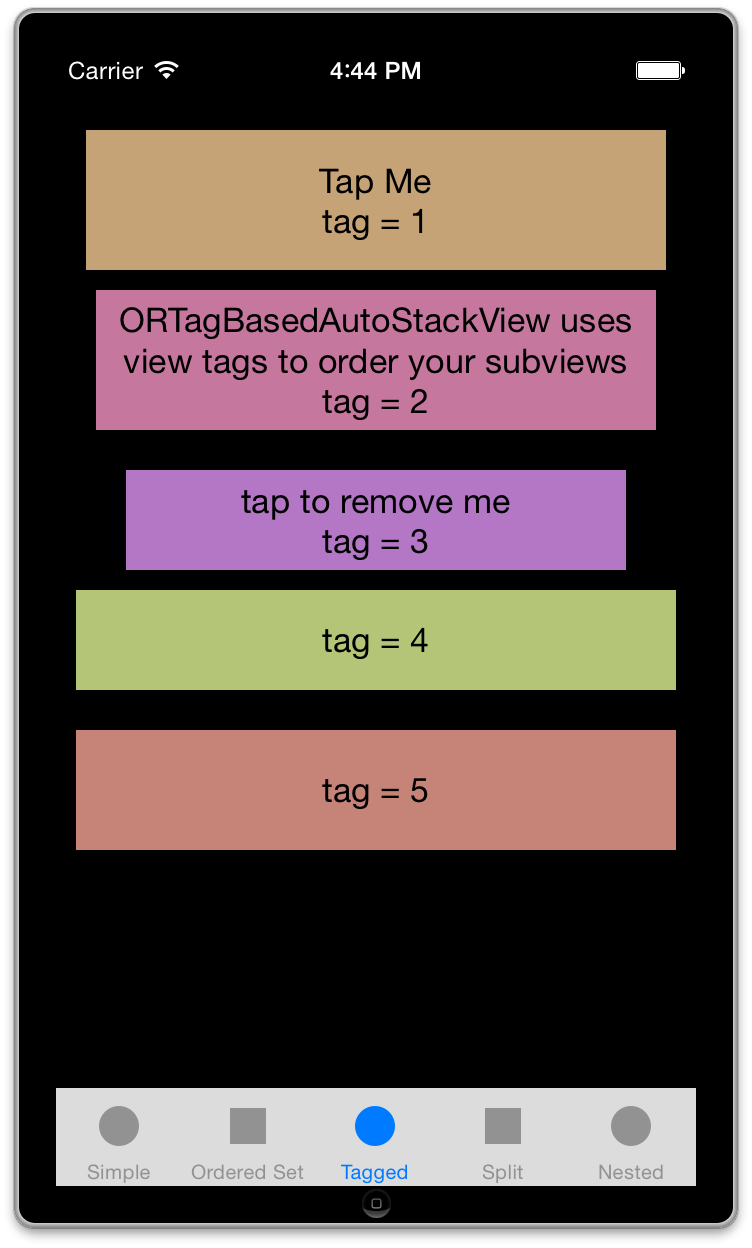 Carrier 4:44 PM
Tap Me
tag = 1
ORTagBasedAutoStackView uses
view tags to order your subviews
tag = 2
tap to remove me
tag = 3
tag = 4
tag = 5
Simple Ordered Set Tagged Split Nested